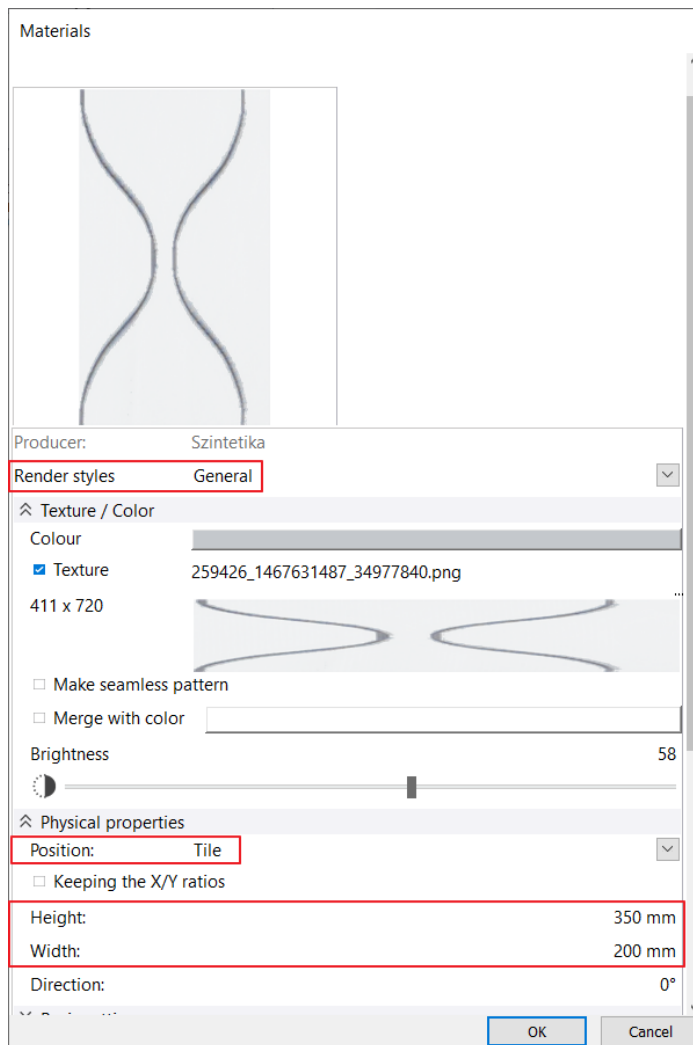 Materials
Producer: Szintetika
Render styles General
Texture / Color
Colour
Texture 259426_1467631487_34977840.png
...
411 x 720
Make seamless pattern
Merge with color
Brightness 58
Physical properties
Position: Tile
Keeping the X/Y ratios
Height: 350 mm
Width: 200 mm
Direction: 0°
OK Cancel